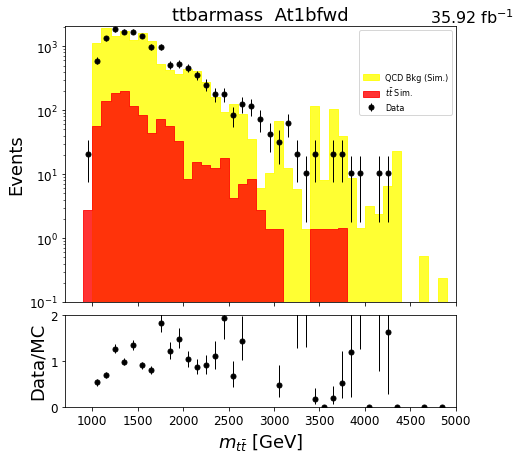 ttbarmass  At1bfwd
35.92 fb⁻¹
QCD Bkg (Sim.)
tt̄ Sim.
Data
Events
10³
10²
10¹
10⁰
10⁻¹
Data/MC
2
1
0
1000 1500 2000 2500 3000 3500 4000 4500 5000
m_tt̄ [GeV]